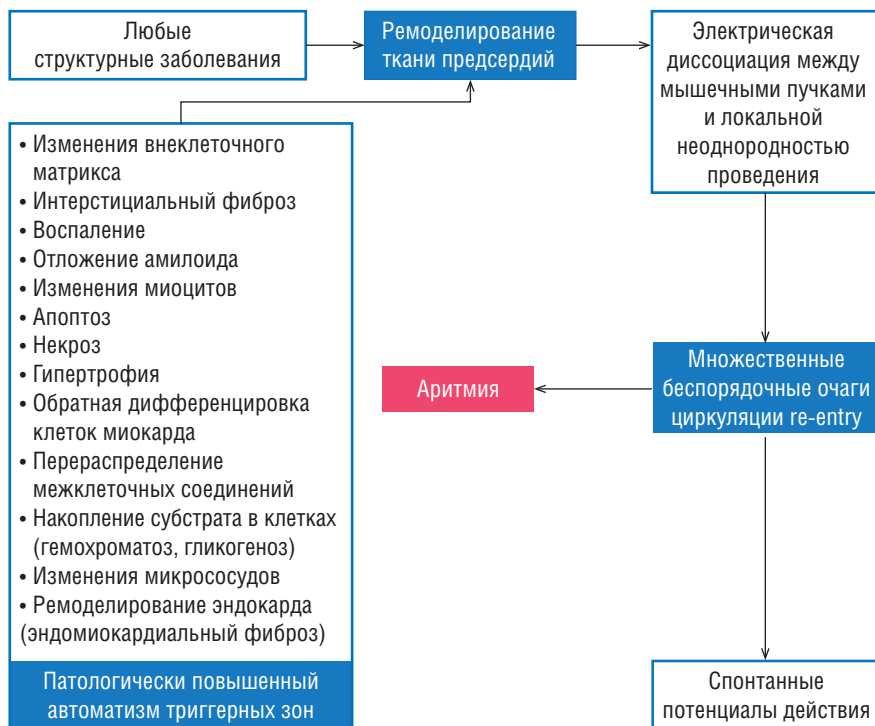 Любые
структурные заболевания
Ремоделирование
ткани предсердий
Электрическая
диссоциация между
мышечными пучками
и локальной
неоднородностью
проведения
• Изменения внеклеточного
матрикса
• Интерстициальный фиброз
• Воспаление
• Отложение амилоида
• Изменения миоцитов
• Апоптоз
• Некроз
• Гипертрофия
• Обратная дифференцировка
клеток миокарда
• Перераспределение
межклеточных соединений
• Накопление субстрата в клетках
(гемохроматоз, гликогеноз)
• Изменения микрососудов
• Ремоделирование эндокарда
(эндомиокардиальный фиброз)
Патологически повышенный
автоматизм триггерных зон
Аритмия
Множественные
беспорядочные очаги
циркуляции re-entry
Спонтанные
потенциалы действия